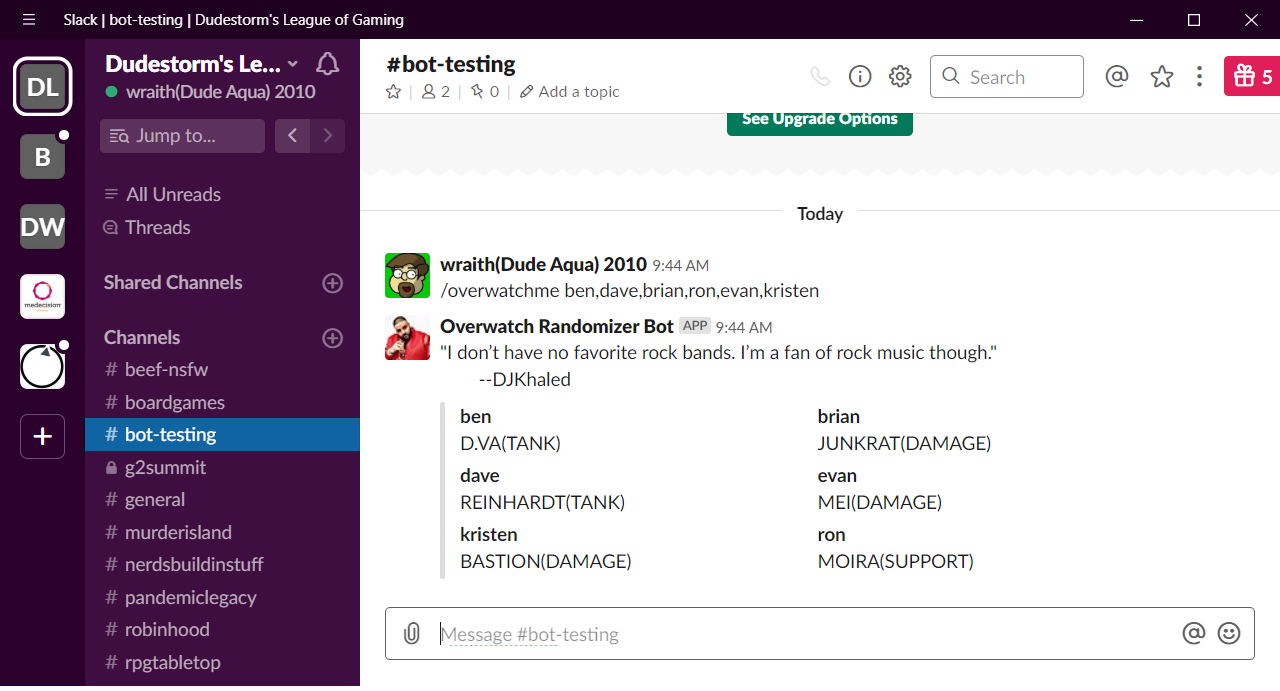 Slack | bot-testing | Dudestorm's League of Gaming
DL
B
DW
medecision
Dudestorm's Le...
wraith(Dude Aqua) 2010
Jump to...
All Unreads
Threads
Shared Channels
Channels
# beef-nsfw
# boardgames
# bot-testing
g2summit
# general
# murderisland
# nerdsbuildinstuff
# pandemiclegacy
# robinhood
# rpgtabletop
#bot-testing
2 | 0 | Add a topic
Search
@
5
See Upgrade Options
Today
wraith(Dude Aqua) 2010 9:44 AM
/overwatchme ben,dave,brian,ron,evan,kristen
Overwatch Randomizer Bot APP 9:44 AM
"I don't have no favorite rock bands. I'm a fan of rock music though."
--DJKhaled
ben brian
D.VA(TANK) JUNKRAT(DAMAGE)
dave evan
REINHARDT(TANK) MEI(DAMAGE)
kristen ron
BASTION(DAMAGE) MOIRA(SUPPORT)
Message #bot-testing
@